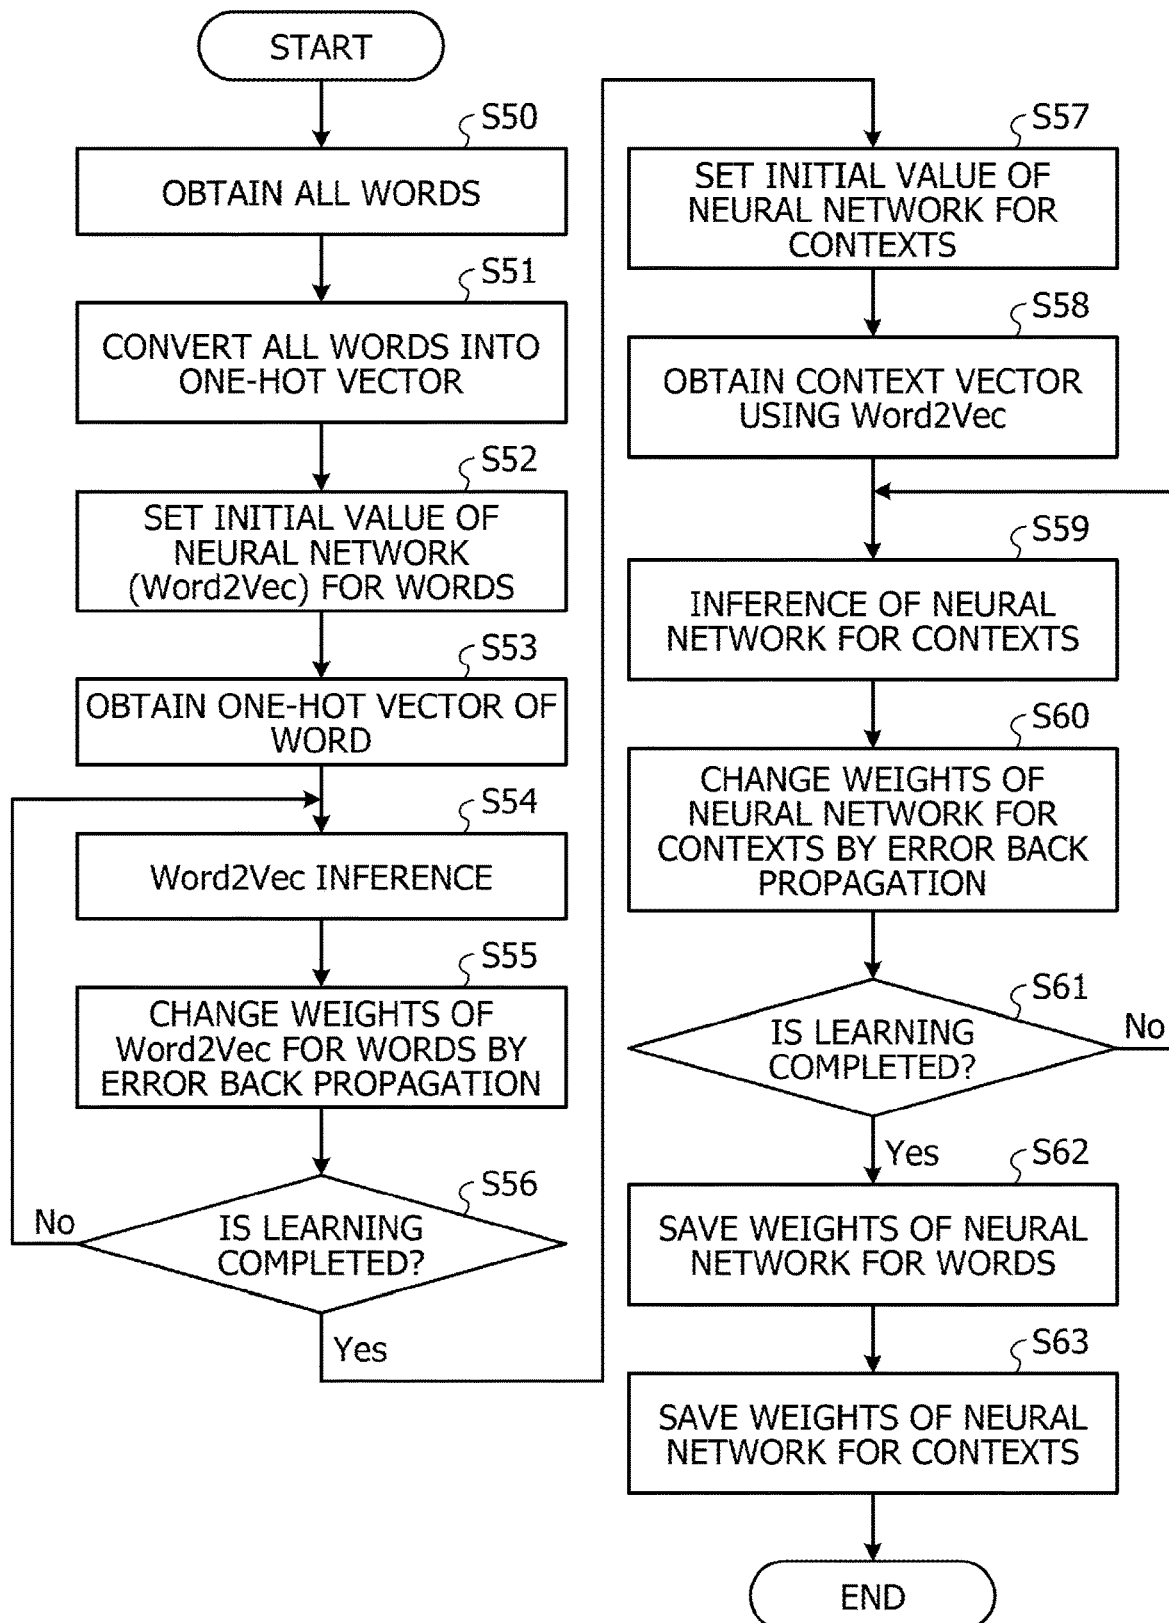 START
S50
OBTAIN ALL WORDS
S51
CONVERT ALL WORDS INTO
ONE-HOT VECTOR
S52
SET INITIAL VALUE OF
NEURAL NETWORK
(Word2Vec) FOR WORDS
S53
OBTAIN ONE-HOT VECTOR OF
WORD
S54
Word2Vec INFERENCE
S55
CHANGE WEIGHTS OF
Word2Vec FOR WORDS BY
ERROR BACK PROPAGATION
S56
No
IS LEARNING
COMPLETED?
Yes
S57
SET INITIAL VALUE OF
NEURAL NETWORK FOR
CONTEXTS
S58
OBTAIN CONTEXT VECTOR
USING Word2Vec
S59
INFERENCE OF NEURAL
NETWORK FOR CONTEXTS
S60
CHANGE WEIGHTS OF
NEURAL NETWORK FOR
CONTEXTS BY ERROR BACK
PROPAGATION
S61
IS LEARNING
COMPLETED?
No
Yes
S62
SAVE WEIGHTS OF NEURAL
NETWORK FOR WORDS
S63
SAVE WEIGHTS OF NEURAL
NETWORK FOR CONTEXTS
END